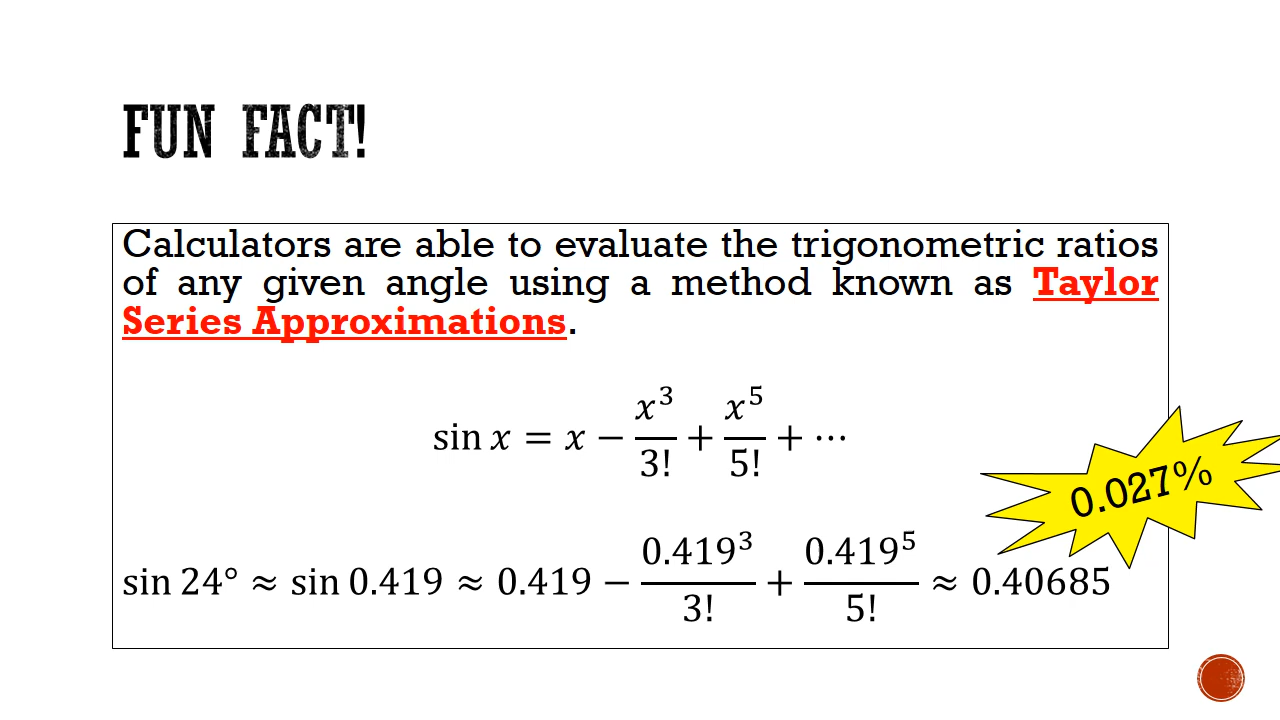 FUN FACT!
Calculators are able to evaluate the trigonometric ratios
of any given angle using a method known as Taylor
Series Approximations.
sin x = x − x³/3! + x⁵/5! + ⋯
0.027%
sin 24° ≈ sin 0.419 ≈ 0.419 − 0.419³/3! + 0.419⁵/5! ≈ 0.40685